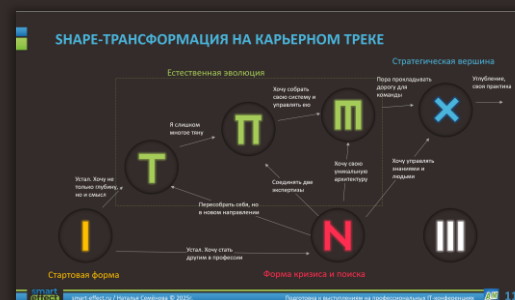 SHAPE-ТРАНСФОРМАЦИЯ НА КАРЬЕРНОМ ТРЕКЕ
Стратегическая вершина
Естественная эволюция
Хочу собрать
свою систему и
управлять ею
Пора прокладывать
дорогу для
команды
Углубление,
своя практика
Я слишком
многое тяну
Т
П
Ш
X
Устал. Хочу не
только глубину,
но и смысл
Соединить две
экспертизы
Хочу свою
уникальную
архитектуру
Хочу управлять
знаниями и
людьми
Пересобрать себя, но
в новом направлении
I
N
III
Устал. Хочу стать
другим в профессии
Стартовая форма
Форма кризиса и поиска
smart
effect
smart-effect.ru / Наталья Семёнова © 2025г.
Подготовка к выступлениям на профессиональных IT-конференциях